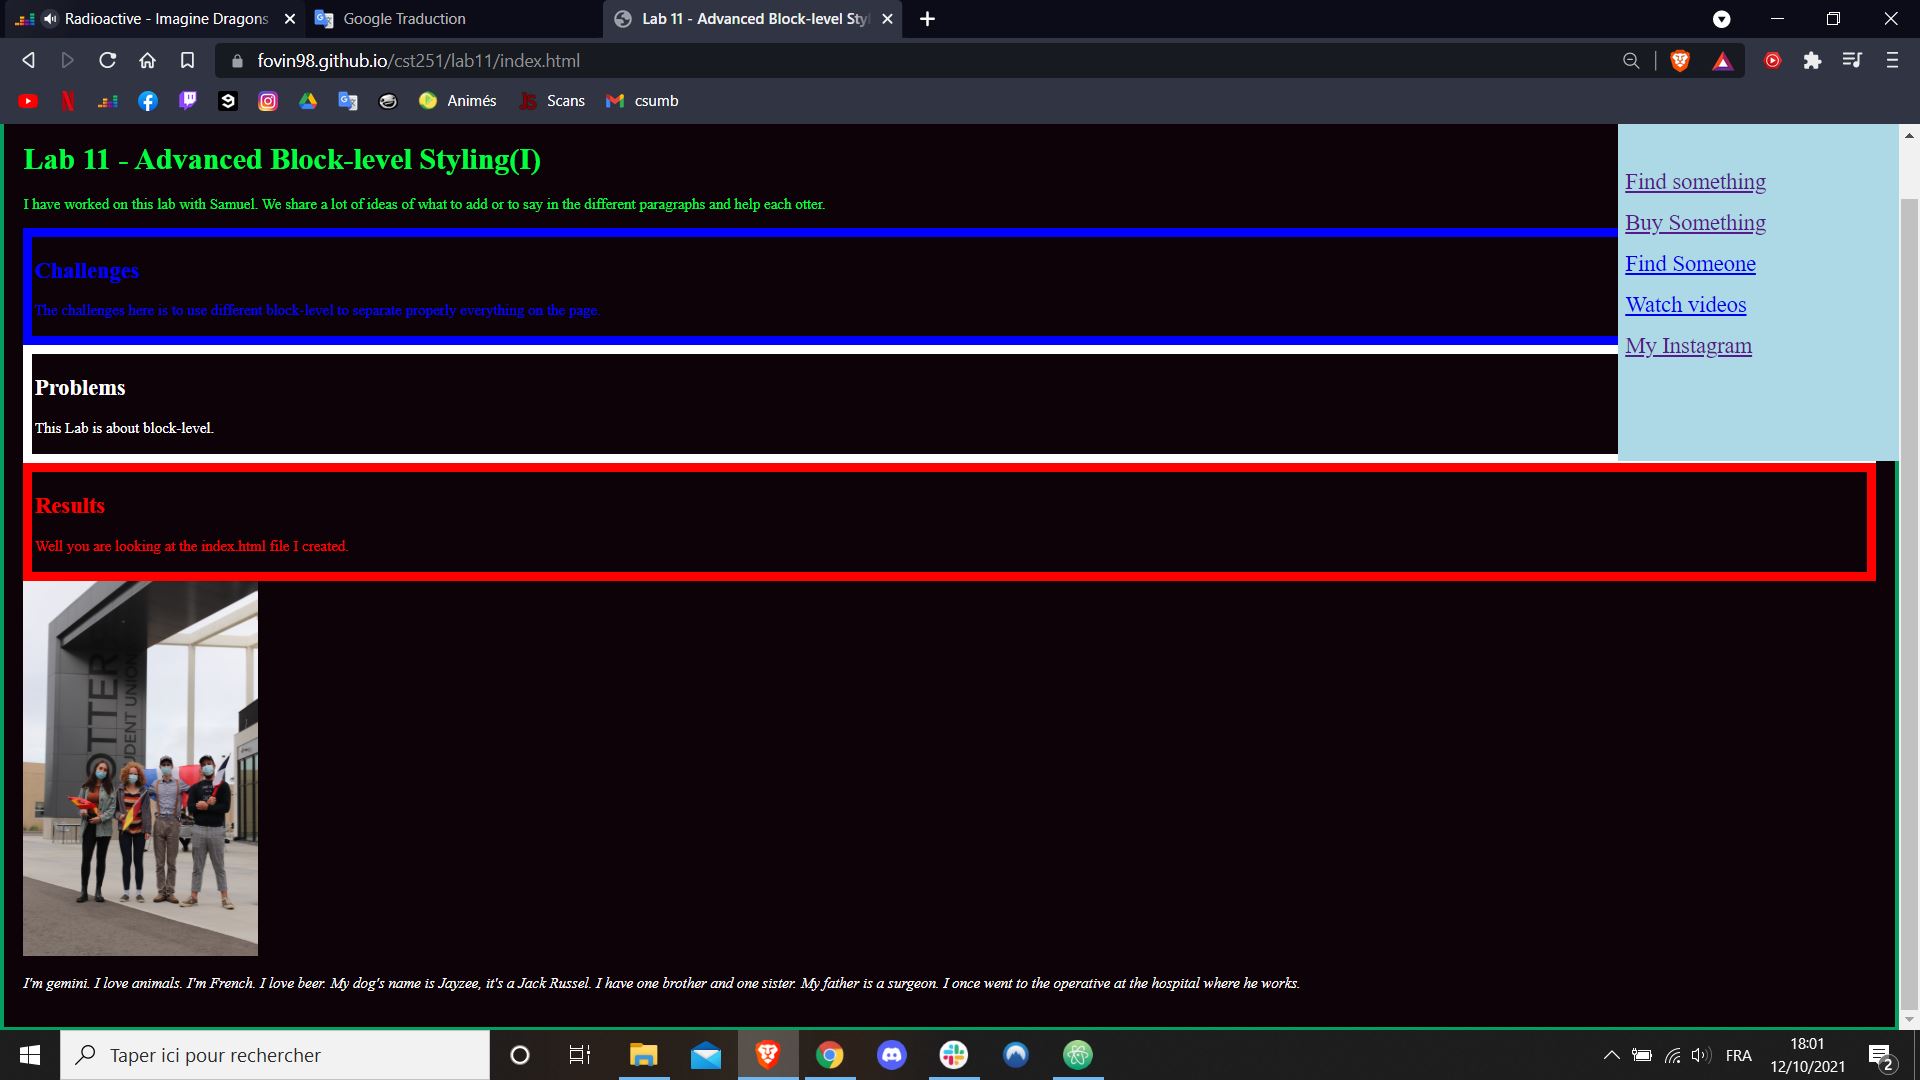 Radioactive - Imagine Dragons
Google Traduction
Lab 11 - Advanced Block-level Styl
fovin98.github.io/cst251/lab11/index.html
Animés
Scans
csumb
Lab 11 - Advanced Block-level Styling(I)
I have worked on this lab with Samuel. We share a lot of ideas of what to add or to say in the different paragraphs and help each otter.
Challenges
The challenges here is to use different block-level to separate properly everything on the page.
Problems
This Lab is about block-level.
Results
Well you are looking at the index.html file I created.
Find something
Buy Something
Find Someone
Watch videos
My Instagram
OTTER
UDENT UNION
I'm gemini. I love animals. I'm French. I love beer. My dog's name is Jayzee, it's a Jack Russel. I have one brother and one sister. My father is a surgeon. I once went to the operative at the hospital where he works.
Taper ici pour rechercher
FRA
18:01
12/10/2021
2